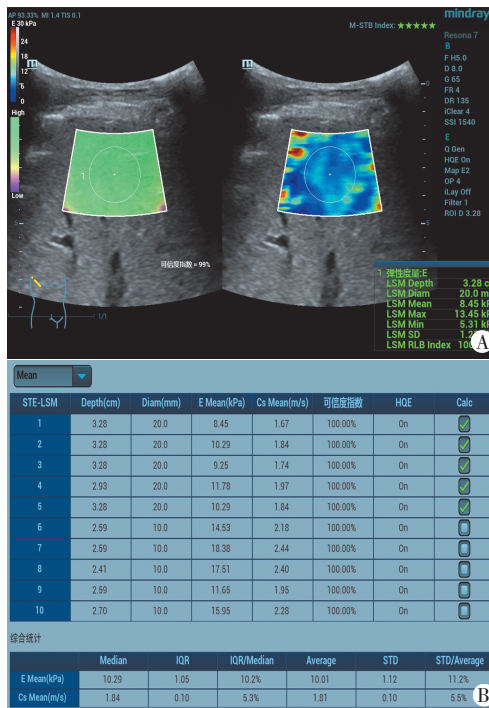 AP 93.33% MI 1.4 TIS 0.1
mindray
E 30 kPa
M-STB Index: ★★★★★
Resona 7
m
m
24
18
12
6
0
High
Low
B
F H5.0
D 8.0
G 65
FR 4
DR 135
iClear 4
SSI 1540
E
Q Gen
HQE On
Map E2
OP 4
iLay Off
Filter 1
ROI D 3.28
0
5
5
1
可信度指数 = 99%
1/1
1 弹性度量:E
LSM Depth 3.28 c
LSM Diam 20.0 m
LSM Mean 8.45 k
LSM Max 13.45 k
LSM Min 5.31 k
LSM SD 1.2
LSM RLB Index 100
A
Mean
STE-LSM Depth(cm) Diam(mm) E Mean(kPa) Cs Mean(m/s) 可信度指数 HQE Calc
1 3.28 20.0 8.45 1.67 100.00% On
2 3.28 20.0 10.29 1.84 100.00% On
3 3.28 20.0 9.25 1.74 100.00% On
4 2.93 20.0 11.78 1.97 100.00% On
5 3.28 20.0 10.29 1.84 100.00% On
6 2.59 10.0 14.53 2.18 100.00% On
7 2.59 10.0 18.38 2.44 100.00% On
8 2.41 10.0 17.51 2.40 100.00% On
9 2.59 10.0 11.65 1.95 100.00% On
10 2.70 10.0 15.95 2.28 100.00% On
综合统计
Median IQR IQR/Median Average STD STD/Average
E Mean(kPa) 10.29 1.05 10.2% 10.01 1.12 11.2%
Cs Mean(m/s) 1.84 0.10 5.3% 1.81 0.10 5.5%
B